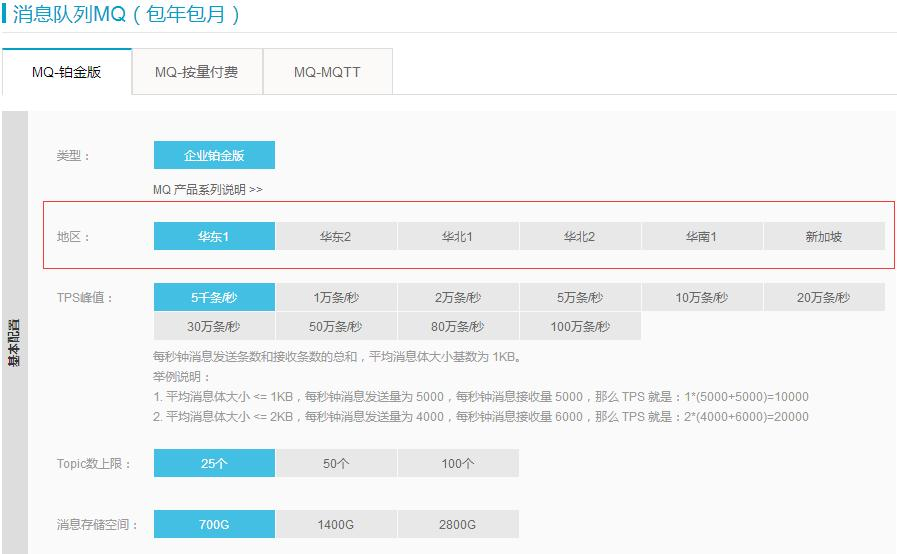 消息队列MQ（包年包月）
MQ-铂金版 MQ-按量付费 MQ-MQTT
基本配置
类型： 企业铂金版
MQ 产品系列说明 >>
地区： 华东1 华东2 华北1 华北2 华南1 新加坡
TPS峰值： 5千条/秒 1万条/秒 2万条/秒 5万条/秒 10万条/秒 20万条/秒
30万条/秒 50万条/秒 80万条/秒 100万条/秒
每秒钟消息发送条数和接收条数的总和，平均消息体大小基数为 1KB。
举例说明：
1. 平均消息体大小 <= 1KB，每秒钟消息发送量为 5000，每秒钟消息接收量 5000，那么 TPS 就是：1*(5000+5000)=10000
2. 平均消息体大小 <= 2KB，每秒钟消息发送量为 4000，每秒钟消息接收量 6000，那么 TPS 就是：2*(4000+6000)=20000
Topic数上限： 25个 50个 100个
消息存储空间： 700G 1400G 2800G